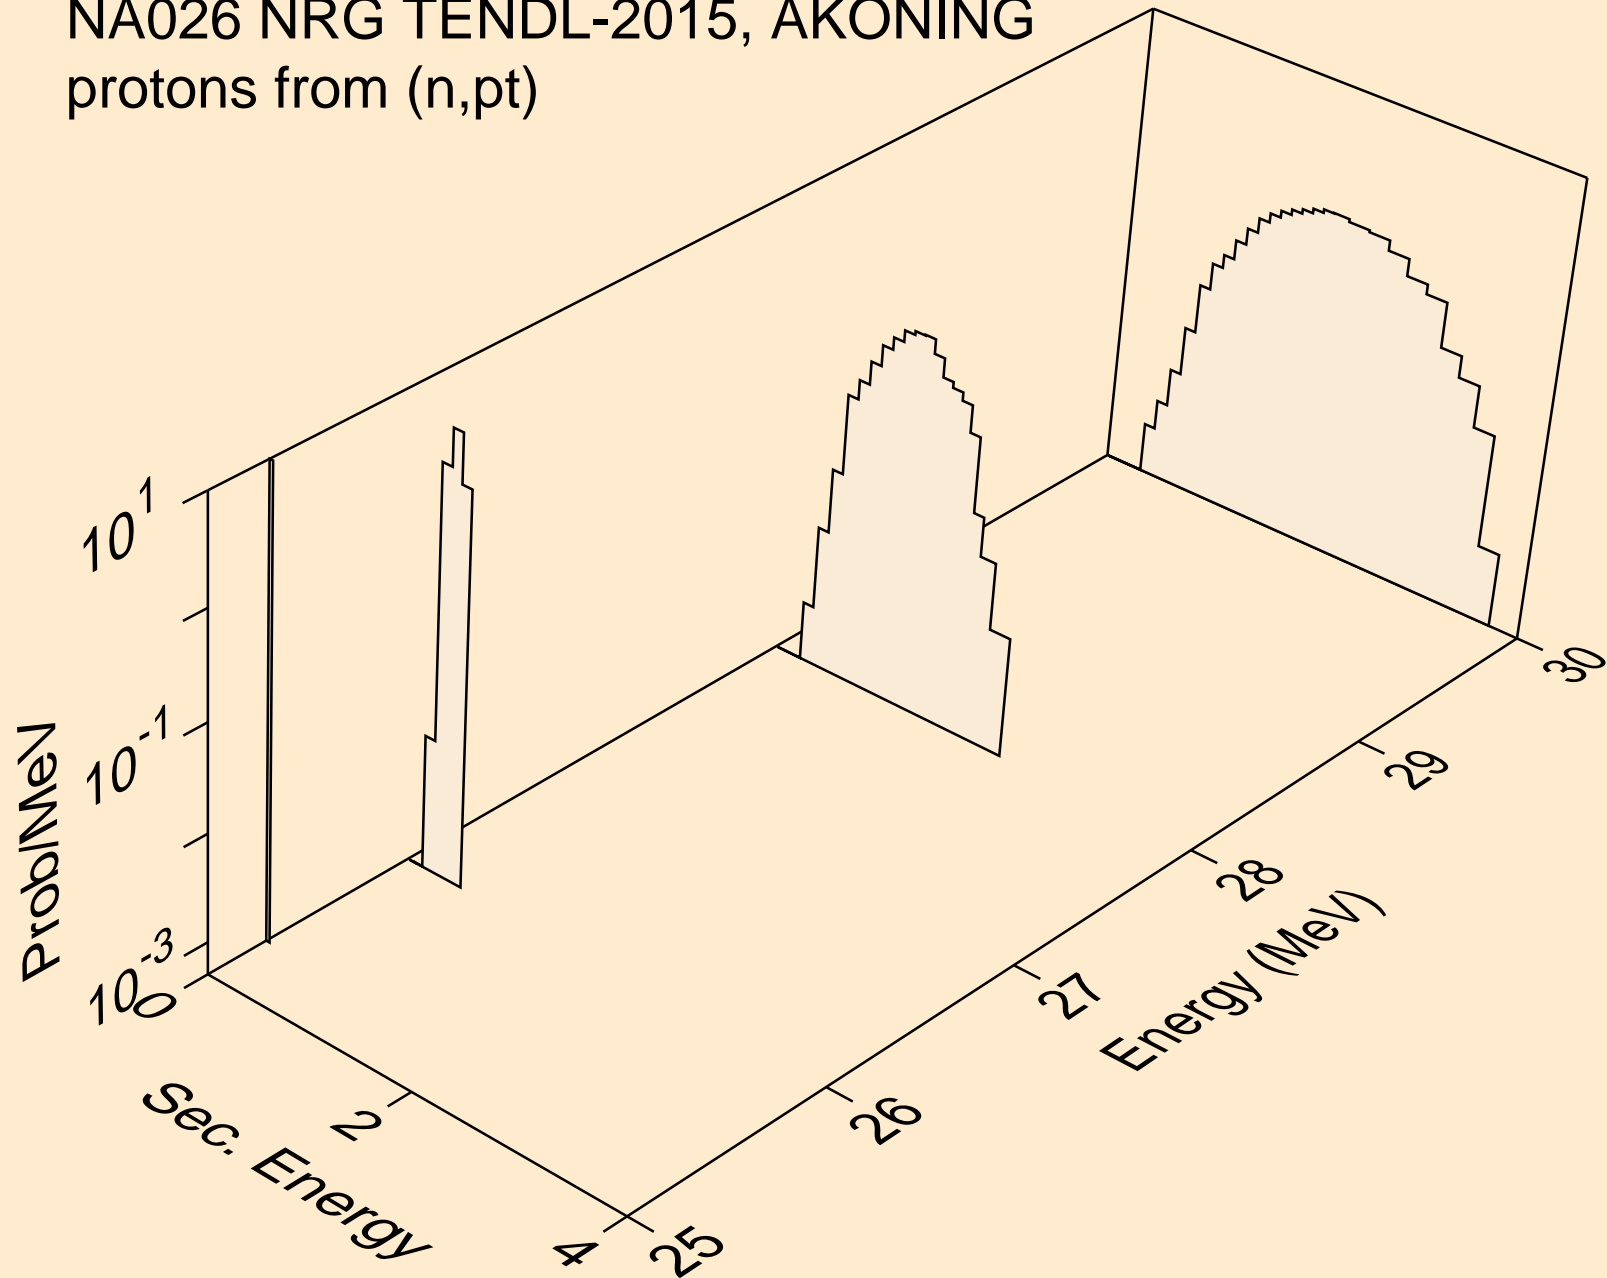 NA026 NRG TENDL-2015, AKONING
protons from (n,pt)
10^1
10^-1
10^-3
Prob/MeV
0
2
4
Sec. Energy
25
26
27
28
29
30
Energy (MeV)